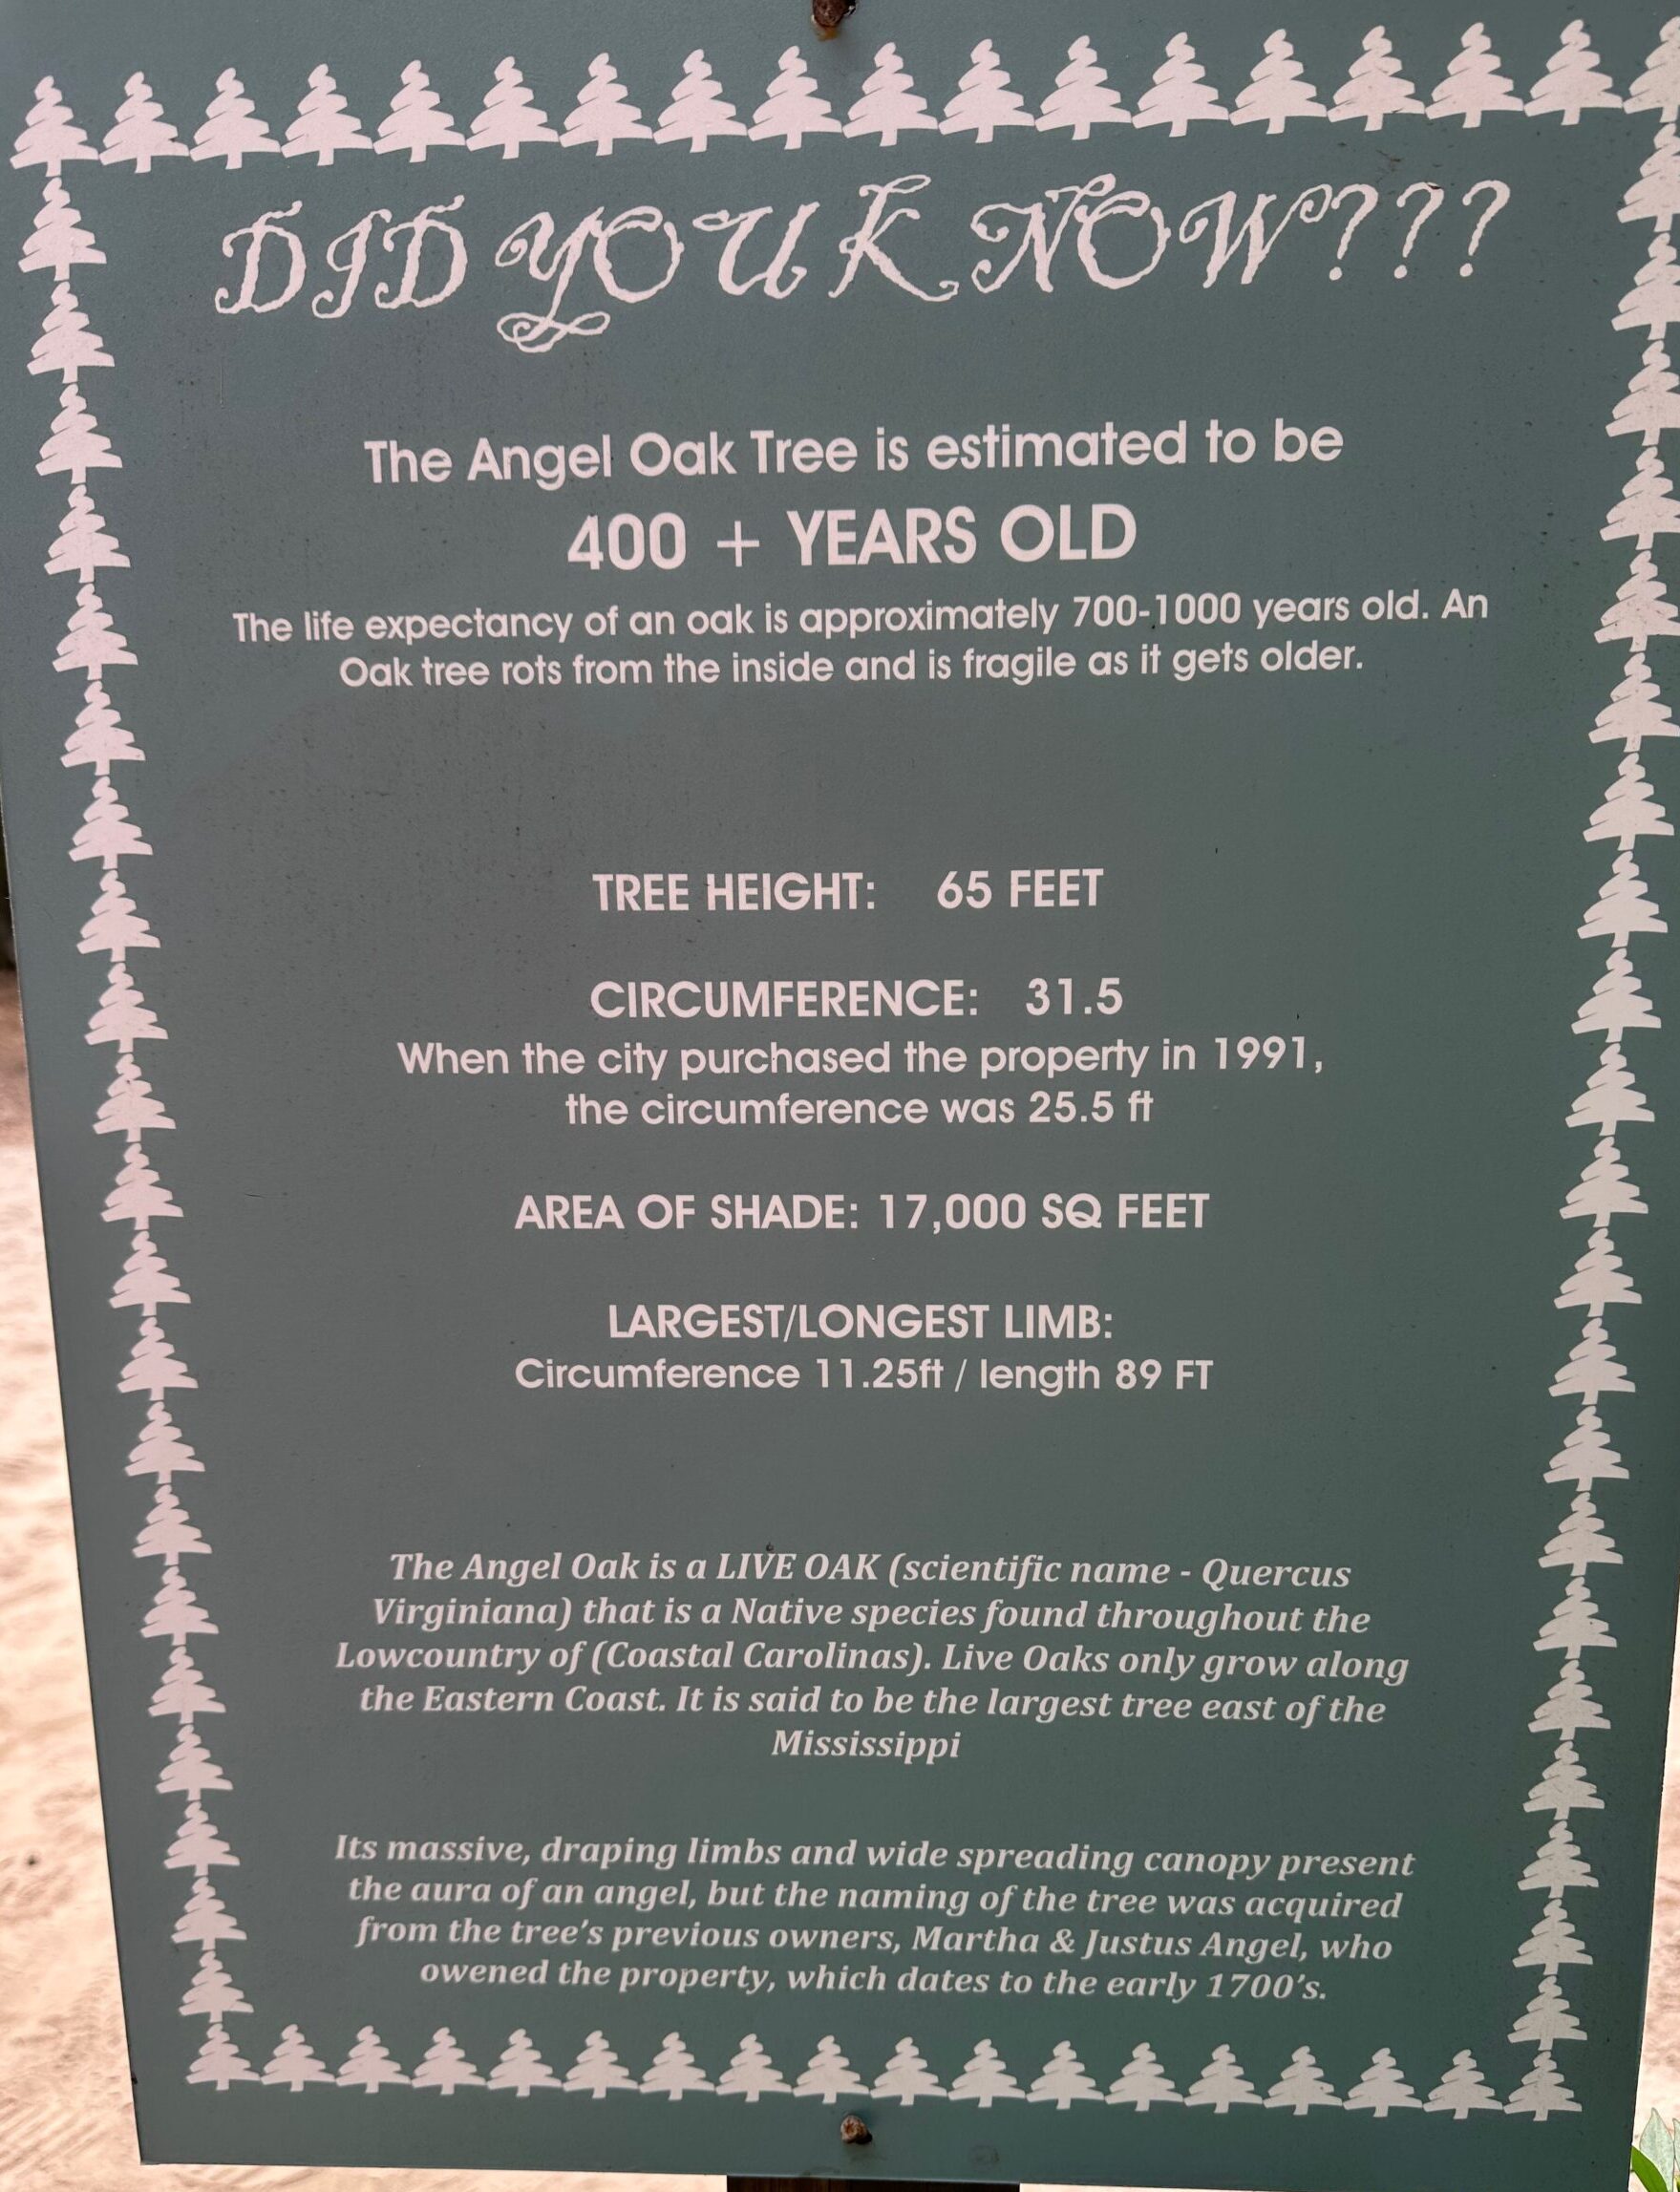 DID YOU KNOW???
The Angel Oak Tree is estimated to be
400 + YEARS OLD
The life expectancy of an oak is approximately 700-1000 years old. An
Oak tree rots from the inside and is fragile as it gets older.
TREE HEIGHT: 65 FEET
CIRCUMFERENCE: 31.5
When the city purchased the property in 1991,
the circumference was 25.5 ft
AREA OF SHADE: 17,000 SQ FEET
LARGEST/LONGEST LIMB:
Circumference 11.25ft / length 89 FT
The Angel Oak is a LIVE OAK (scientific name - Quercus
Virginiana) that is a Native species found throughout the
Lowcountry of (Coastal Carolinas). Live Oaks only grow along
the Eastern Coast. It is said to be the largest tree east of the
Mississippi
Its massive, draping limbs and wide spreading canopy present
the aura of an angel, but the naming of the tree was acquired
from the tree's previous owners, Martha & Justus Angel, who
owened the property, which dates to the early 1700's.